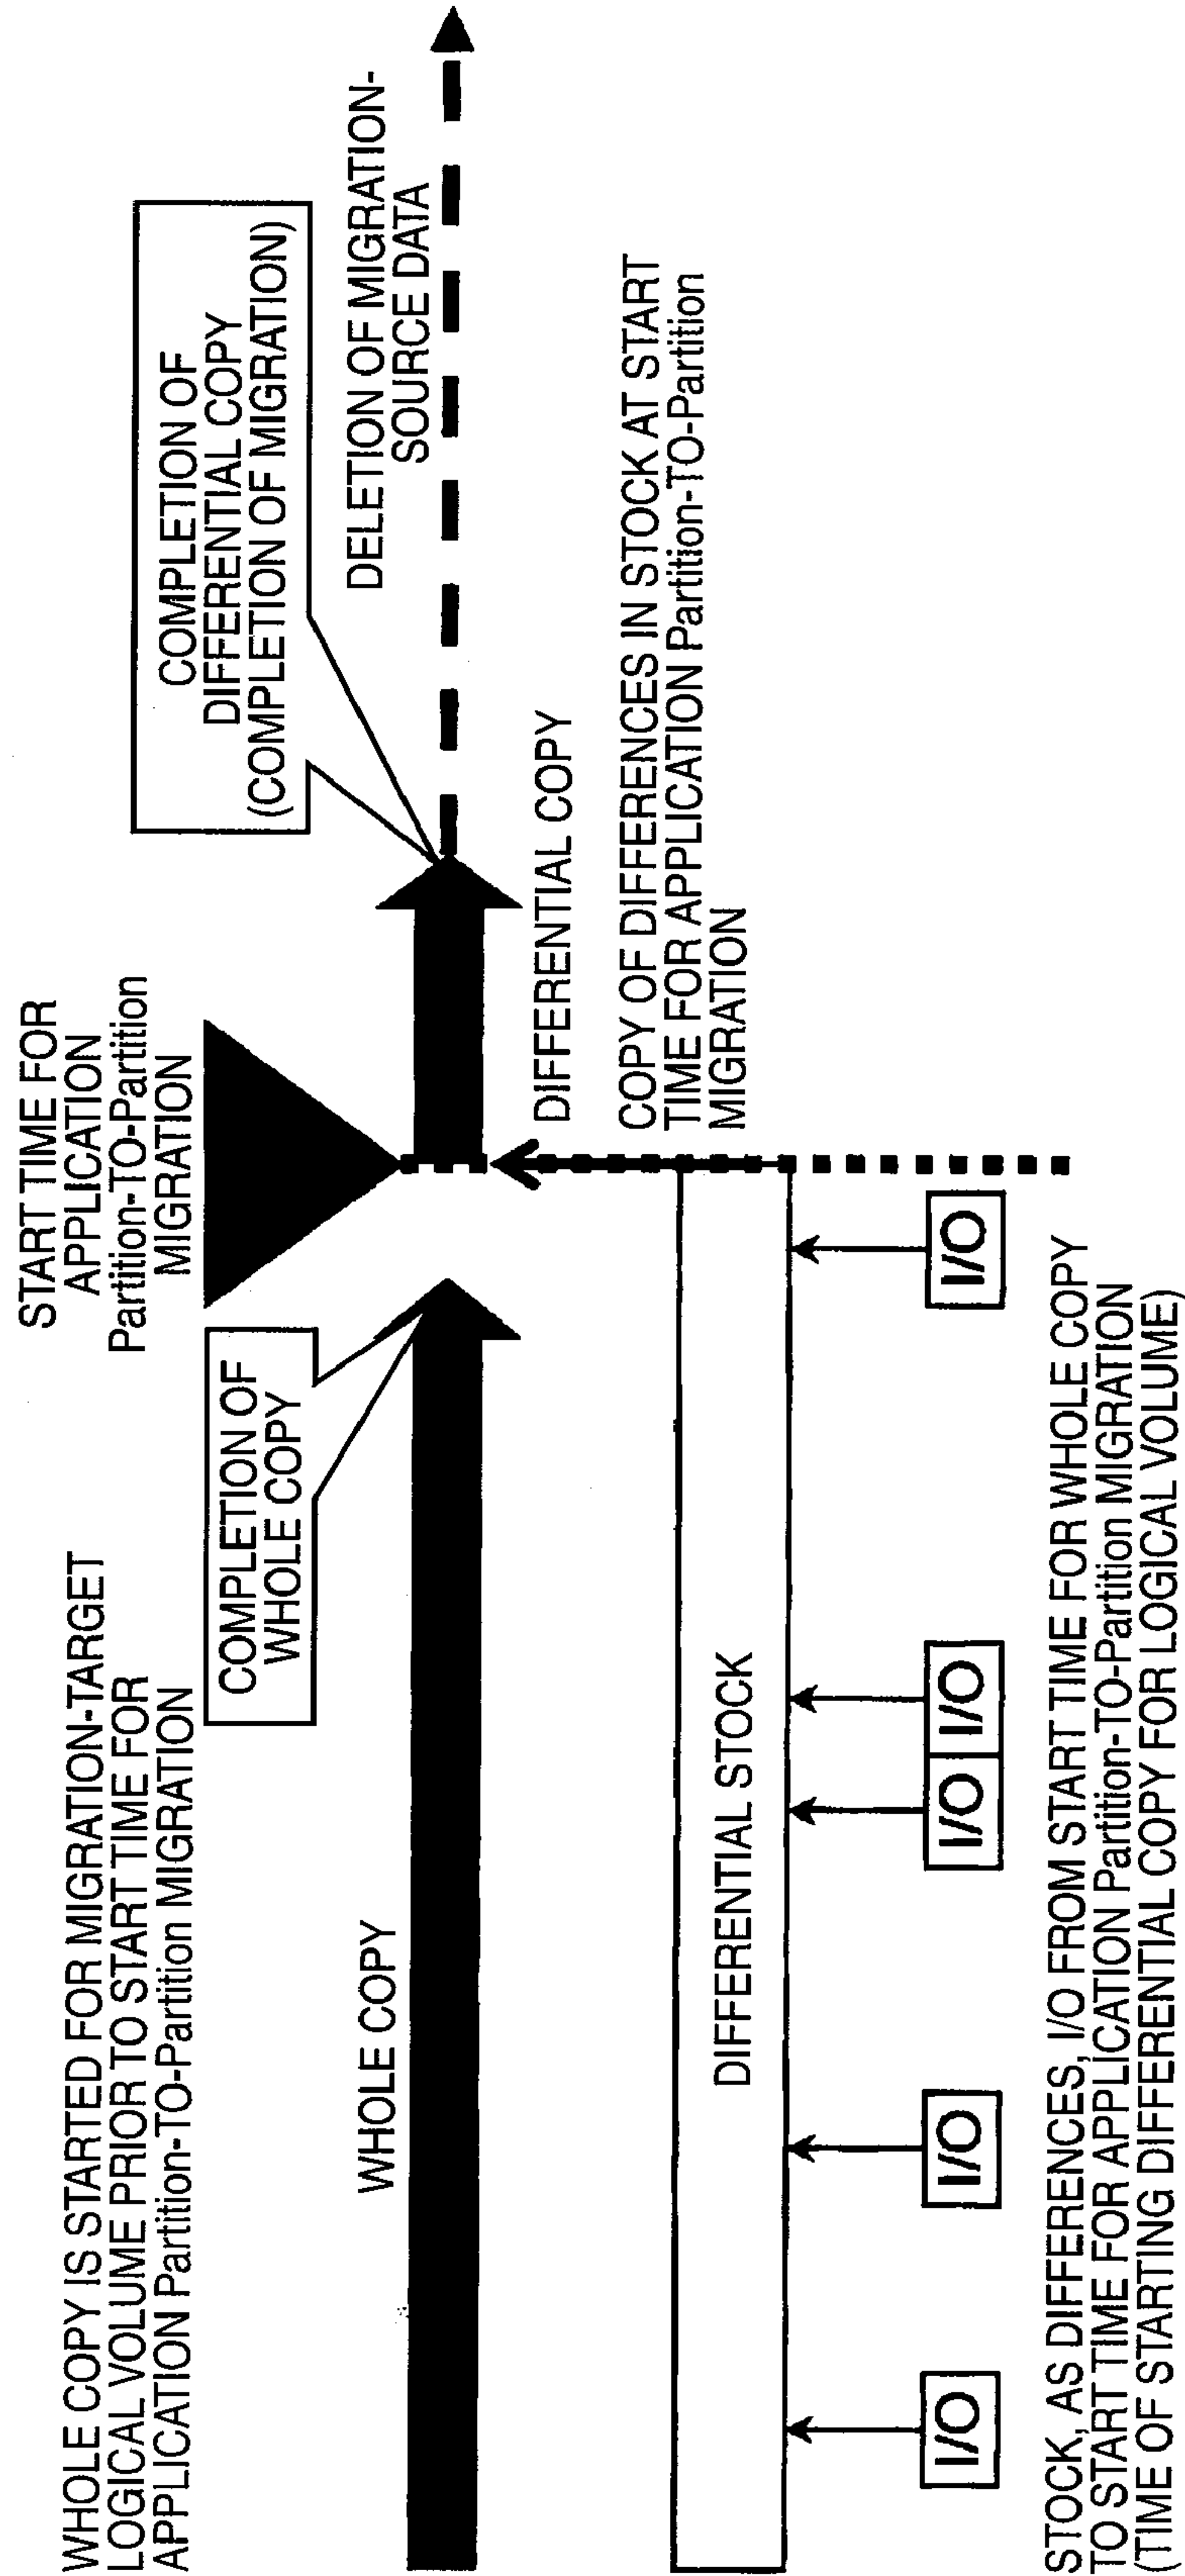 WHOLE COPY IS STARTED FOR MIGRATION-TARGET
LOGICAL VOLUME PRIOR TO START TIME FOR
APPLICATION Partition-TO-Partition MIGRATION
START TIME FOR
APPLICATION
Partition-TO-Partition
MIGRATION
COMPLETION OF
WHOLE COPY
COMPLETION OF
DIFFERENTIAL COPY
(COMPLETION OF MIGRATION)
WHOLE COPY
DELETION OF MIGRATION-
SOURCE DATA
DIFFERENTIAL COPY
COPY OF DIFFERENCES IN STOCK AT START
TIME FOR APPLICATION Partition-TO-Partition
MIGRATION
DIFFERENTIAL STOCK
I/O
I/O
I/O
I/O
I/O
STOCK, AS DIFFERENCES, I/O FROM START TIME FOR WHOLE COPY
TO START TIME FOR APPLICATION Partition-TO-Partition MIGRATION
(TIME OF STARTING DIFFERENTIAL COPY FOR LOGICAL VOLUME)